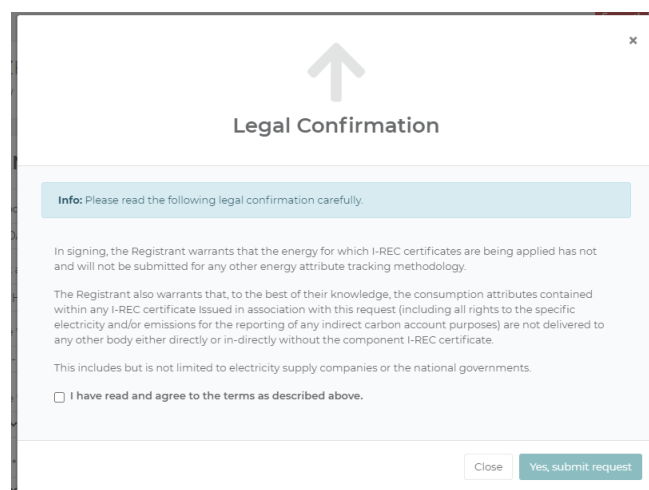 ×
Legal Confirmation
Info: Please read the following legal confirmation carefully.
In signing, the Registrant warrants that the energy for which I-REC certificates are being applied has not
and will not be submitted for any other energy attribute tracking methodology.
The Registrant also warrants that, to the best of their knowledge, the consumption attributes contained
within any I-REC certificate Issued in association with this request (including all rights to the specific
electricity and/or emissions for the reporting of any indirect carbon account purposes) are not delivered to
any other body either directly or in-directly without the component I-REC certificate.
This includes but is not limited to electricity supply companies or the national governments.
I have read and agree to the terms as described above.
Close
Yes, submit request